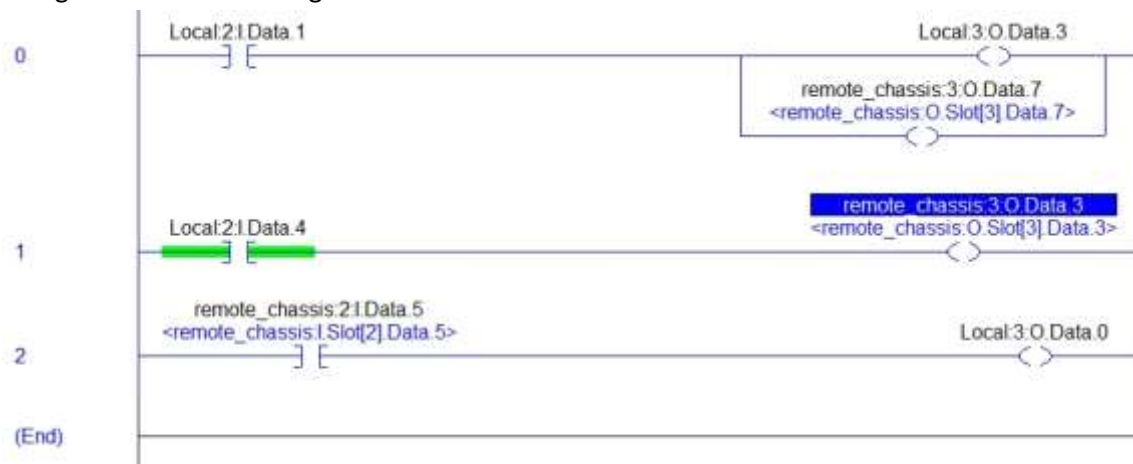 0
Local:2:I.Data.1
Local:3:O.Data.3
remote_chassis:3:O.Data.7
<remote_chassis:O.Slot[3].Data.7>
1
Local:2:I.Data.4
remote_chassis:3:O.Data.3
<remote_chassis:O.Slot[3].Data.3>
2
remote_chassis:2:I.Data.5
<remote_chassis:I.Slot[2].Data.5>
Local:3:O.Data.0
(End)